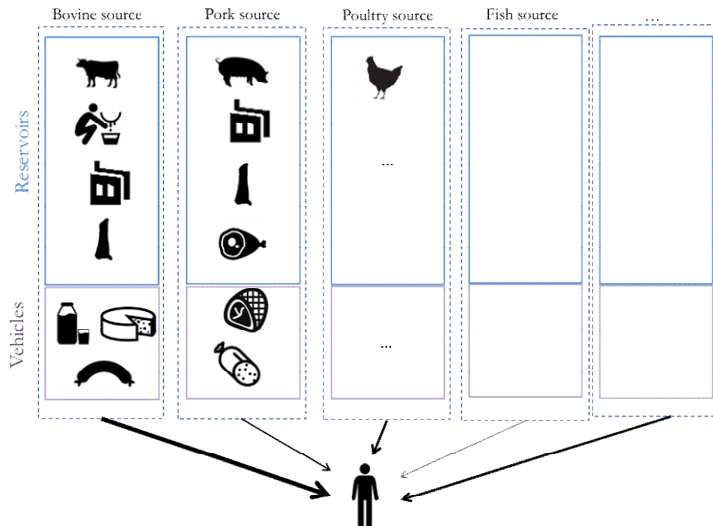 Bovine source
Pork source
Poultry source
Fish source
...
Reservoirs
...
Vehicles
...